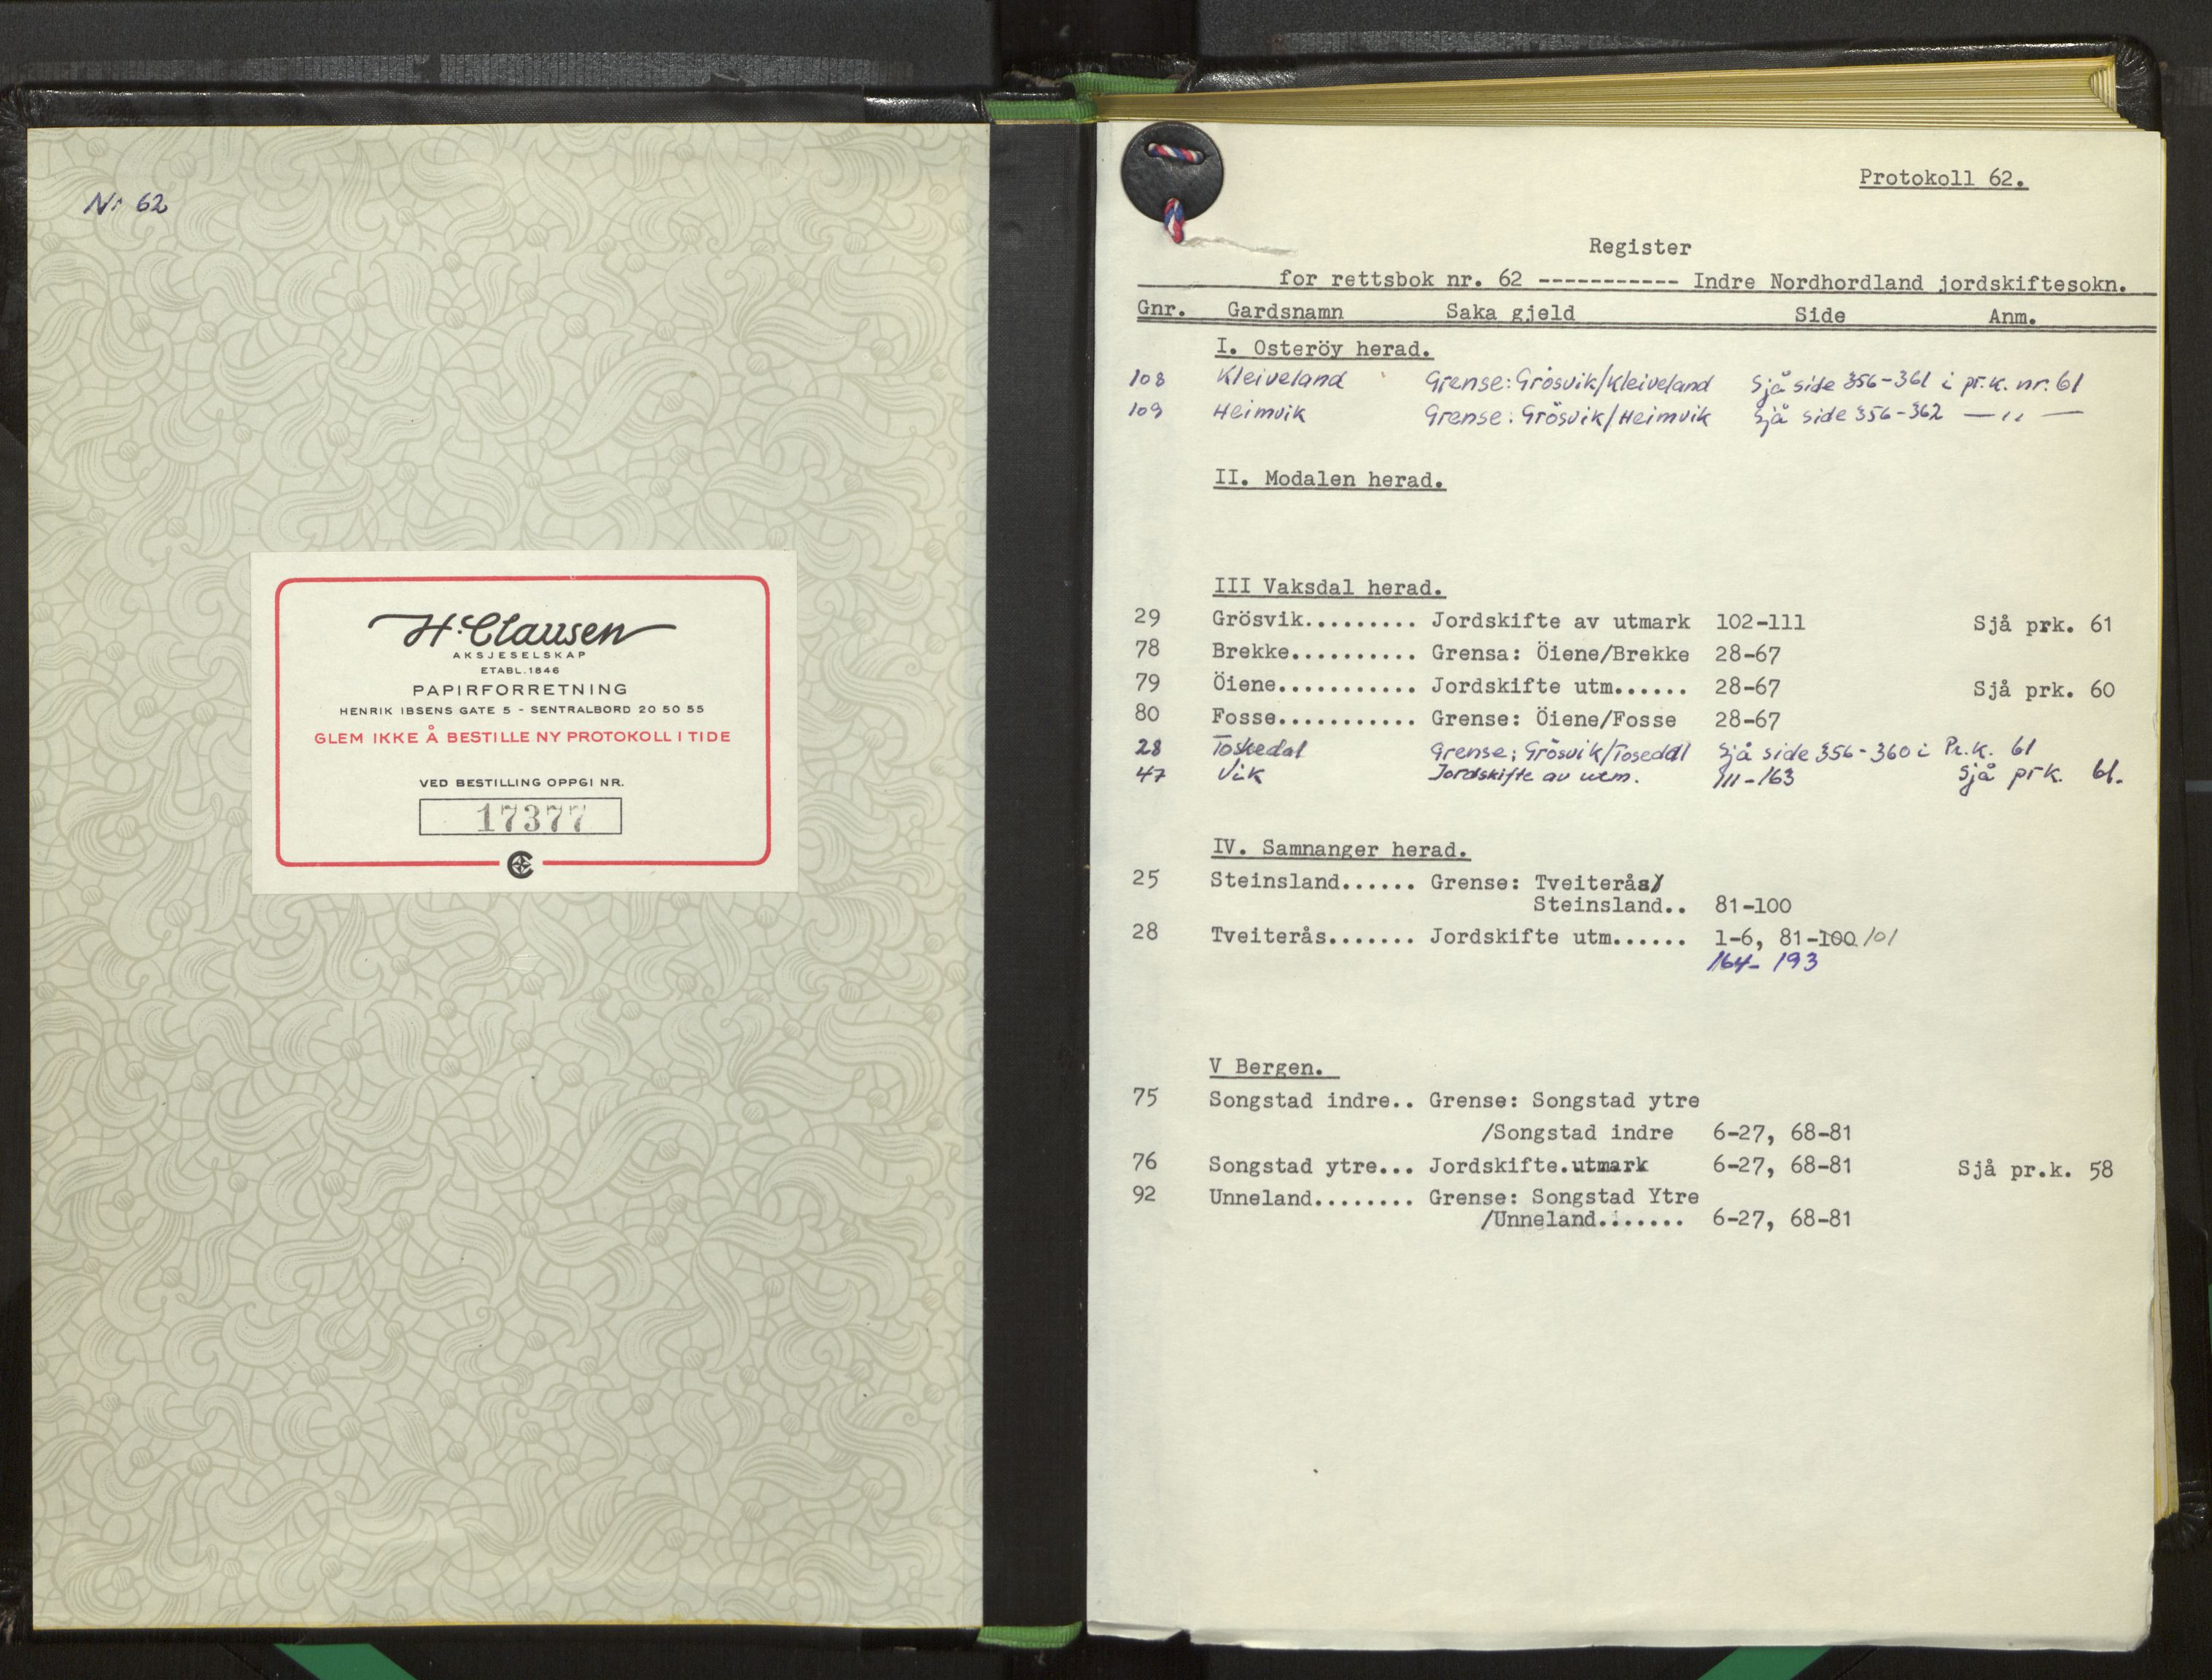 Nr 62
H. Clausen
AKSJESELSKAP
ETABL. 1846
PAPIRFORRETNING
HENRIK IBSENS GATE 5 - SENTRALBORD 20 50 55
GLEM IKKE Å BESTILLE NY PROTOKOLL I TIDE
VED BESTILLING OPPGI NR.
17377
Protokoll 62.
Register
for rettsbok nr. 62 ----------- Indre Nordhordland jordskiftesokn.
Gnr. Gardsnamn Saka gjeld Side Anm.
I. Osteröy herad.
108 Kleiveland Grense: Grösvik/Kleiveland Sjå side 356-361 i pr.k. nr. 61
109 Heimvik Grense: Grösvik/Heimvik Sjå side 356-362 — ,, —
II. Modalen herad.
III Vaksdal herad.
29 Grösvik......... Jordskifte av utmark 102-111 Sjå prk. 61
78 Brekke.......... Grensa: Öiene/Brekke 28-67
79 Öiene........... Jordskifte utm...... 28-67 Sjå prk. 60
80 Fosse........... Grense: Öiene/Fosse 28-67
28 Toskedal Grense: Grösvik/Tosedal Sjå side 356-360 i Pr.k. 61
47 Vik Jordskifte av utm. 111-163 Sjå prk. 61.
IV. Samnanger herad.
25 Steinsland...... Grense: Tveiterås/
Steinsland.. 81-100
28 Tveiterås....... Jordskifte utm...... 1-6, 81-100 101
164-193
V Bergen.
75 Songstad indre.. Grense: Songstad ytre
/Songstad indre 6-27, 68-81
76 Songstad ytre... Jordskifte.utmark 6-27, 68-81 Sjå pr.k. 58
92 Unneland........ Grense: Songstad Ytre
/Unneland....... 6-27, 68-81